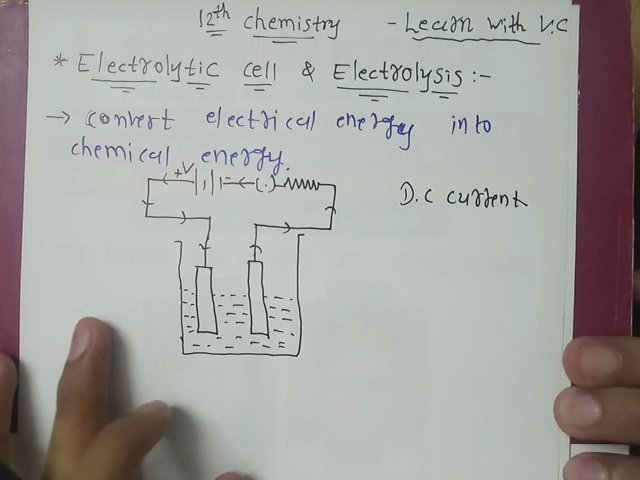 12th chemistry - Learn with V.C
* Electrolytic cell & Electrolysis :-
→ convert electrical energy into
chemical energy.
+V
(.)
D.C current